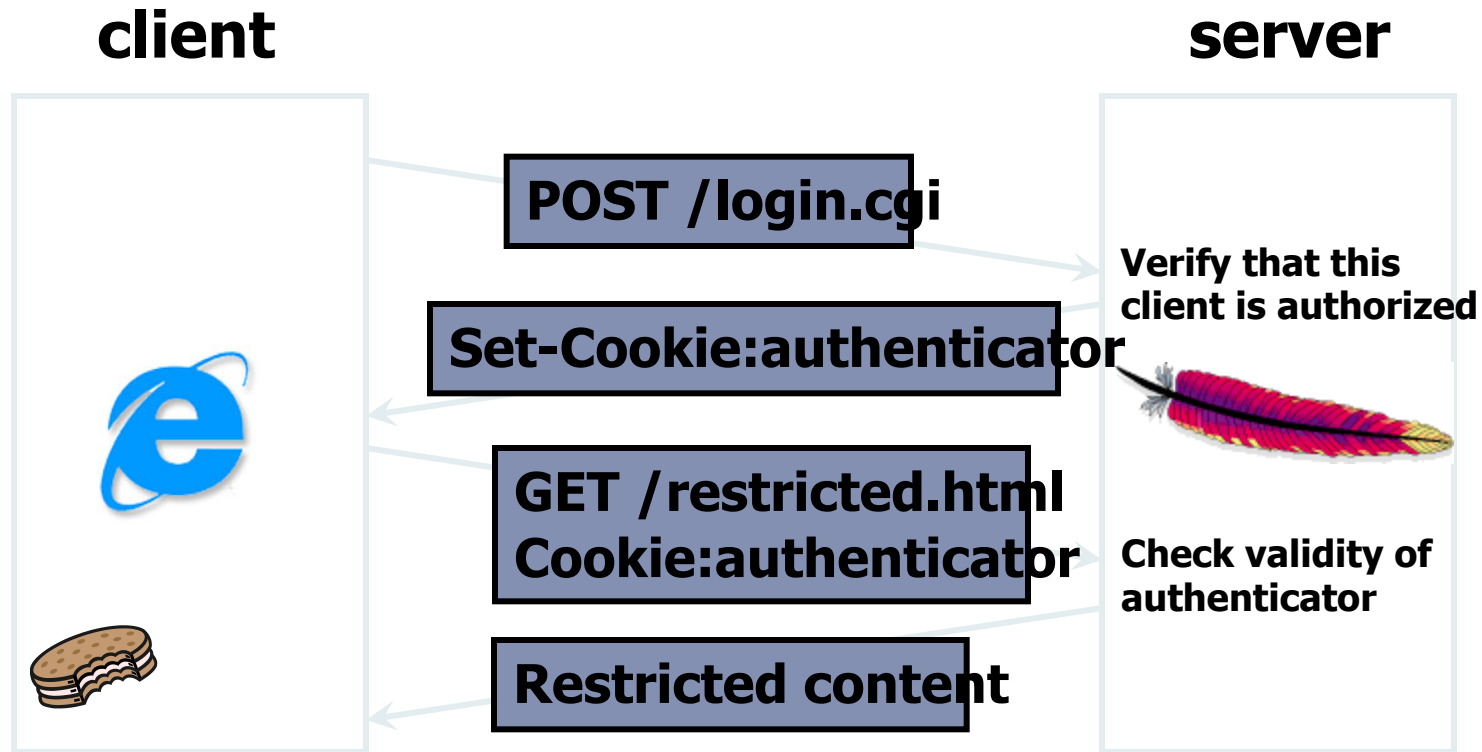 client
server
POST /login.cgi
Verify that this
client is authorized
Set-Cookie:authenticator
GET /restricted.html
Cookie:authenticator
Check validity of
authenticator
Restricted content